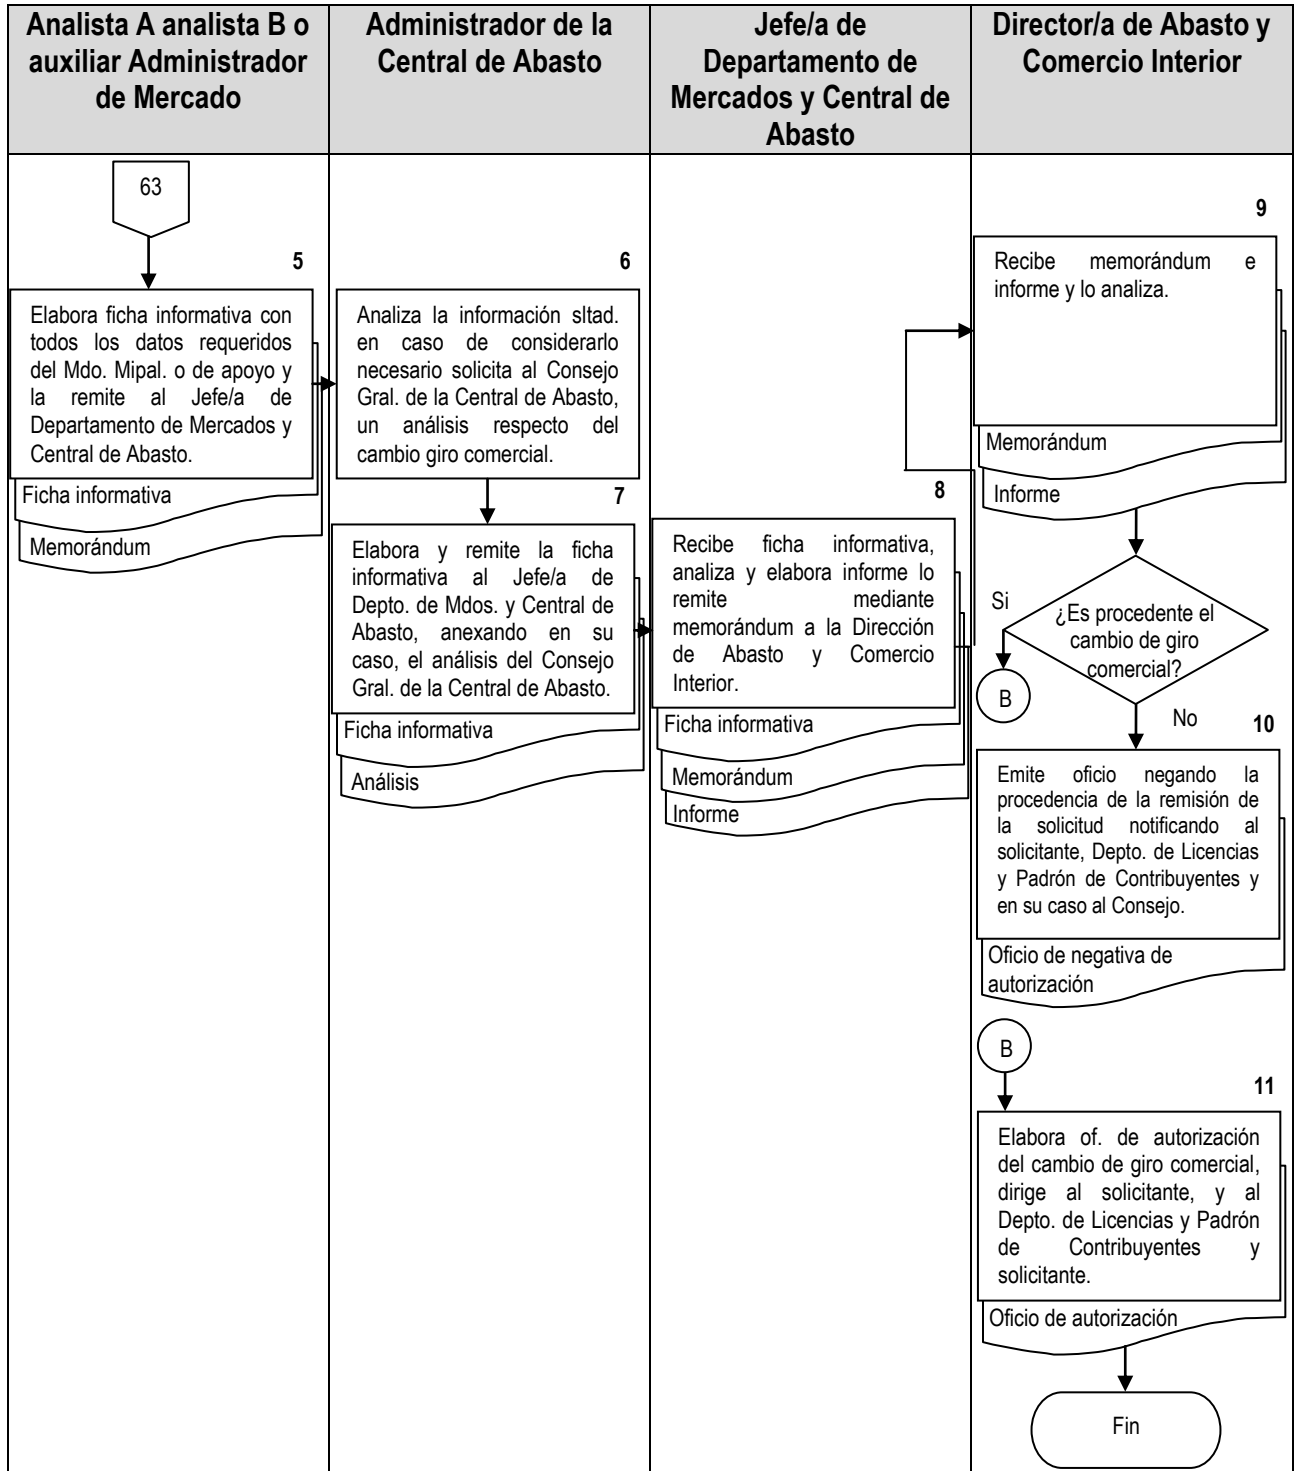 Analista A analista B o
auxiliar Administrador
de Mercado
Administrador de la
Central de Abasto
Jefe/a de
Departamento de
Mercados y Central de
Abasto
Director/a de Abasto y
Comercio Interior
63
5
Elabora ficha informativa con
todos los datos requeridos
del Mdo. Mipal. o de apoyo y
la remite al Jefe/a de
Departamento de Mercados y
Central de Abasto.
Ficha informativa
Memorándum
6
Analiza la información sltad.
en caso de considerarlo
necesario solicita al Consejo
Gral. de la Central de Abasto,
un análisis respecto del
cambio giro comercial.
7
Elabora y remite la ficha
informativa al Jefe/a de
Depto. de Mdos. y Central de
Abasto, anexando en su
caso, el análisis del Consejo
Gral. de la Central de Abasto.
Ficha informativa
Análisis
8
Recibe ficha informativa,
analiza y elabora informe lo
remite mediante
memorándum a la Dirección
de Abasto y Comercio
Interior.
Ficha informativa
Memorándum
Informe
9
Recibe memorándum e
informe y lo analiza.
Memorándum
Informe
Si
¿Es procedente el
cambio de giro
comercial?
B
No
10
Emite oficio negando la
procedencia de la remisión de
la solicitud notificando al
solicitante, Depto. de Licencias
y Padrón de Contribuyentes y
en su caso al Consejo.
Oficio de negativa de
autorización
B
11
Elabora of. de autorización
del cambio de giro comercial,
dirige al solicitante, y al
Depto. de Licencias y Padrón
de Contribuyentes y
solicitante.
Oficio de autorización
Fin